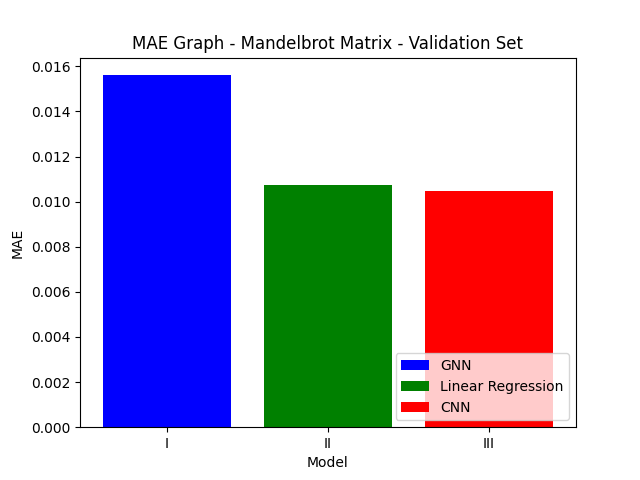 MAE Graph - Mandelbrot Matrix - Validation Set
0.016
0.014
0.012
0.010
0.008
0.006
0.004
0.002
0.000
MAE
GNN
Linear Regression
CNN
I
II
III
Model